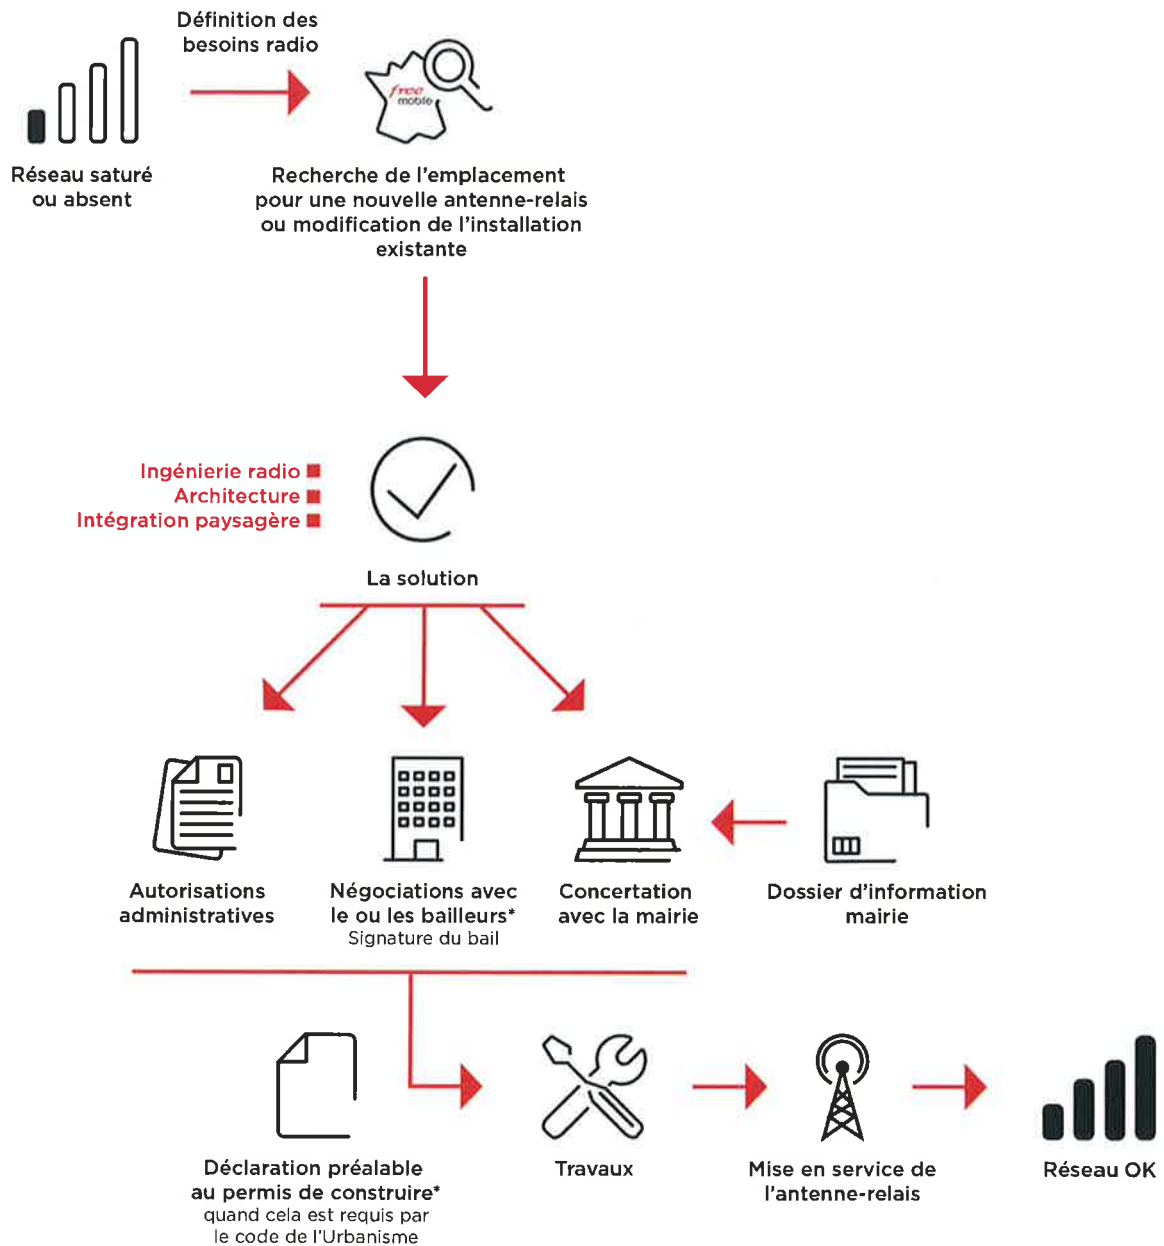 Définition des
besoins radio
free
mobile
Réseau saturé
ou absent
Recherche de l'emplacement
pour une nouvelle antenne-relais
ou modification de l'installation
existante
Ingénierie radio
Architecture
Intégration paysagère
La solution
Autorisations
administratives
Négociations avec
le ou les bailleurs*
Signature du bail
Concertation
avec la mairie
Dossier d'information
mairie
Déclaration préalable
au permis de construire*
quand cela est requis par
le code de l'Urbanisme
Travaux
Mise en service de
l'antenne-relais
Réseau OK